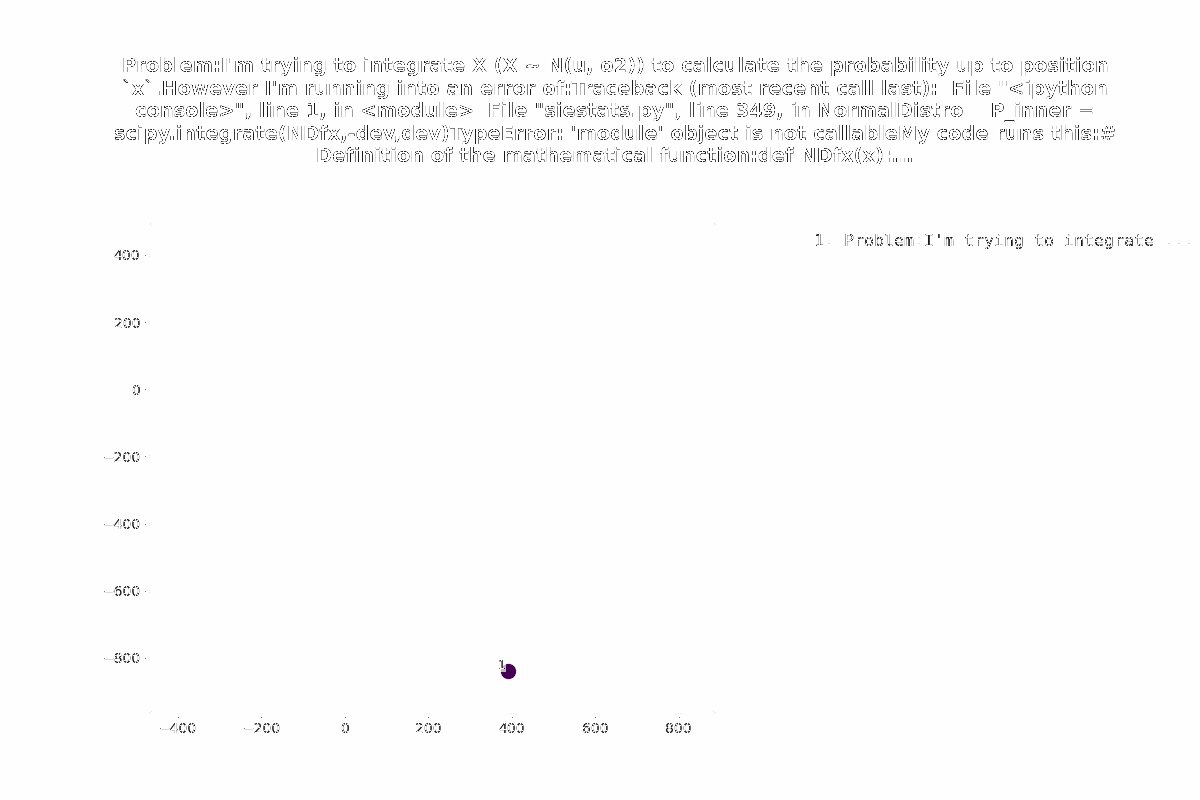 Problem:I'm trying to integrate X (X ~ N(u, o2)) to calculate the probability up to position
`x`.However I'm running into an error of:Traceback (most recent call last):  File "<ipython
console>", line 1, in <module>  File "siestats.py", line 349, in NormalDistro    P_inner =
scipy.integrate(NDfx,-dev,dev)TypeError: 'module' object is not callableMy code runs this:#
Definition of the mathematical function:def NDfx(x):...
1. Problem:I'm trying to integrate ...
400
200
0
−200
−400
−600
−800
1
−400 −200 0 200 400 600 800